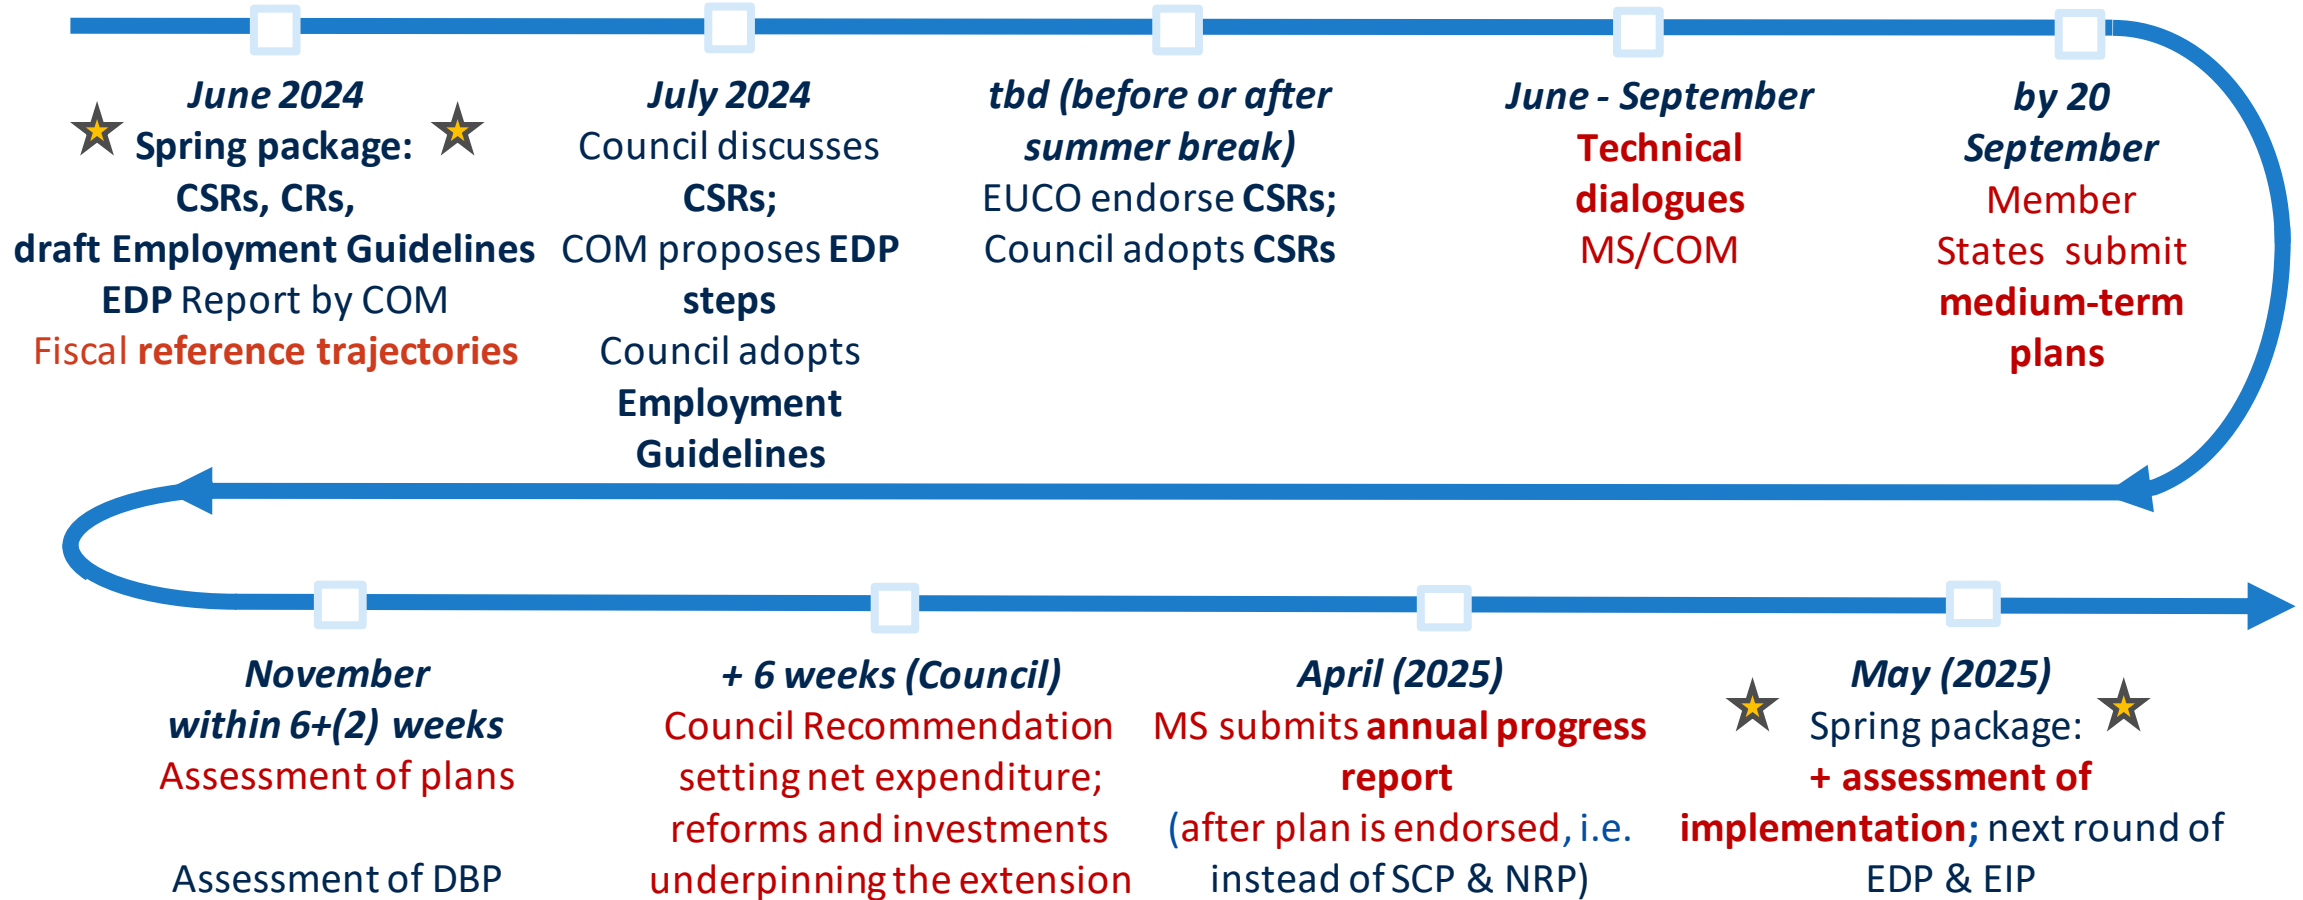 June 2024
Spring package:
CSRs, CRs,
draft Employment Guidelines
EDP Report by COM
Fiscal reference trajectories
July 2024
Council discusses
CSRs;
COM proposes EDP
steps
Council adopts
Employment
Guidelines
tbd (before or after
summer break)
EUCO endorse CSRs;
Council adopts CSRs
June - September
Technical
dialogues
MS/COM
by 20
September
Member
States submit
medium-term
plans
November
within 6+(2) weeks
Assessment of plans
Assessment of DBP
+ 6 weeks (Council)
Council Recommendation
setting net expenditure;
reforms and investments
underpinning the extension
April (2025)
MS submits annual progress
report
(after plan is endorsed, i.e.
instead of SCP & NRP)
May (2025)
Spring package:
+ assessment of
implementation; next round of
EDP & EIP